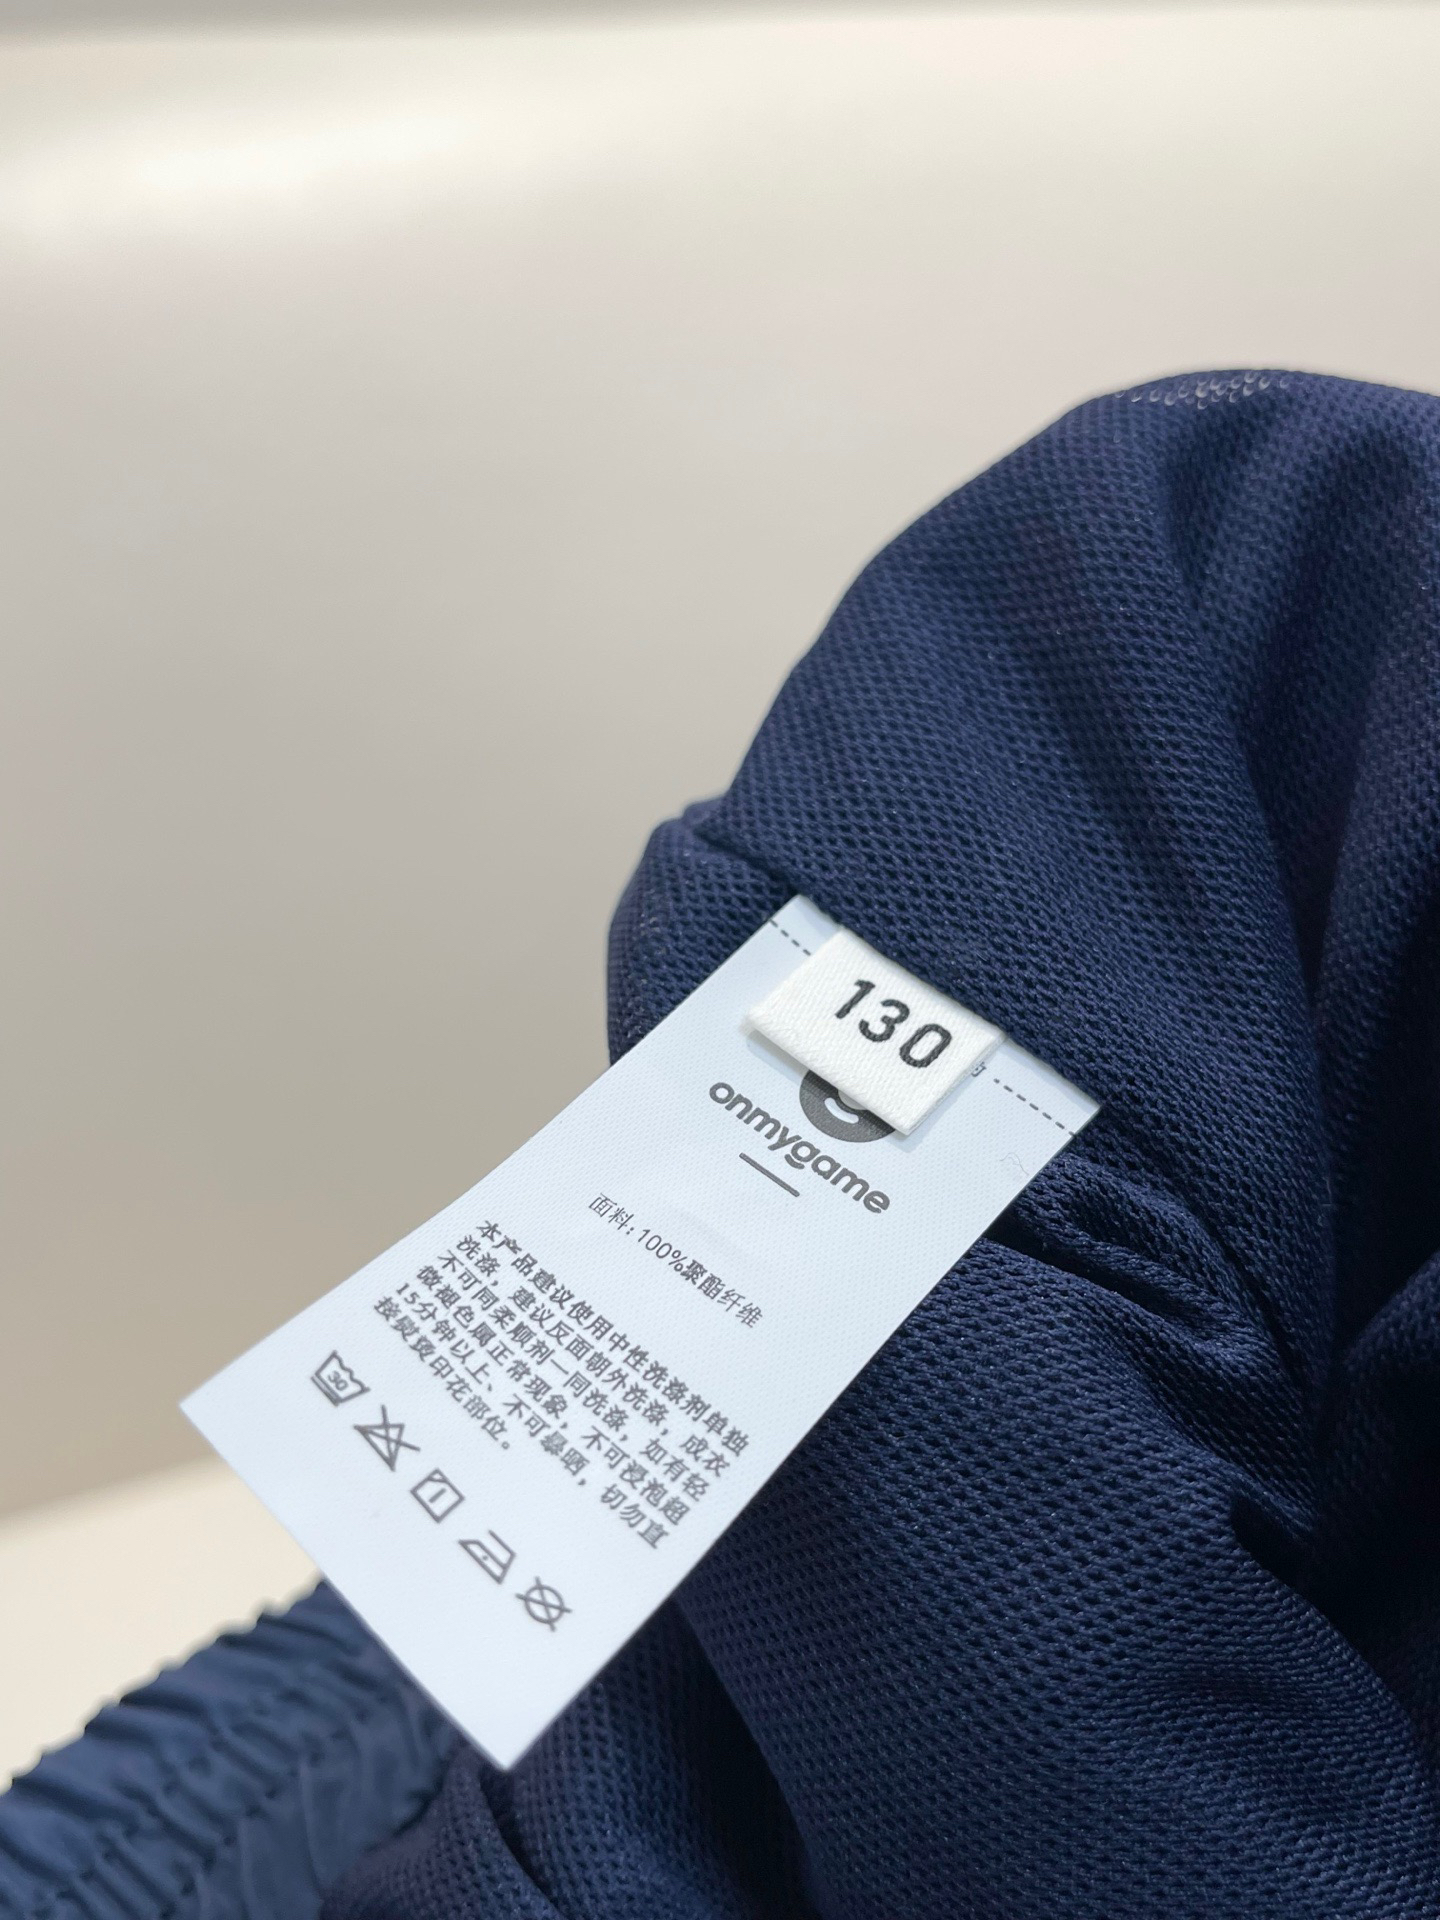 130
onmygame
面料：100%聚酯纤维
本产品建议使用中性洗涤剂单独
洗涤，建议反面朝外洗涤，成衣
不可同柔顺剂一同洗涤，如有轻
微褪色属正常现象，不可浸泡超
15分钟以上、不可暴晒，切勿直
接熨烫印花部位。
30